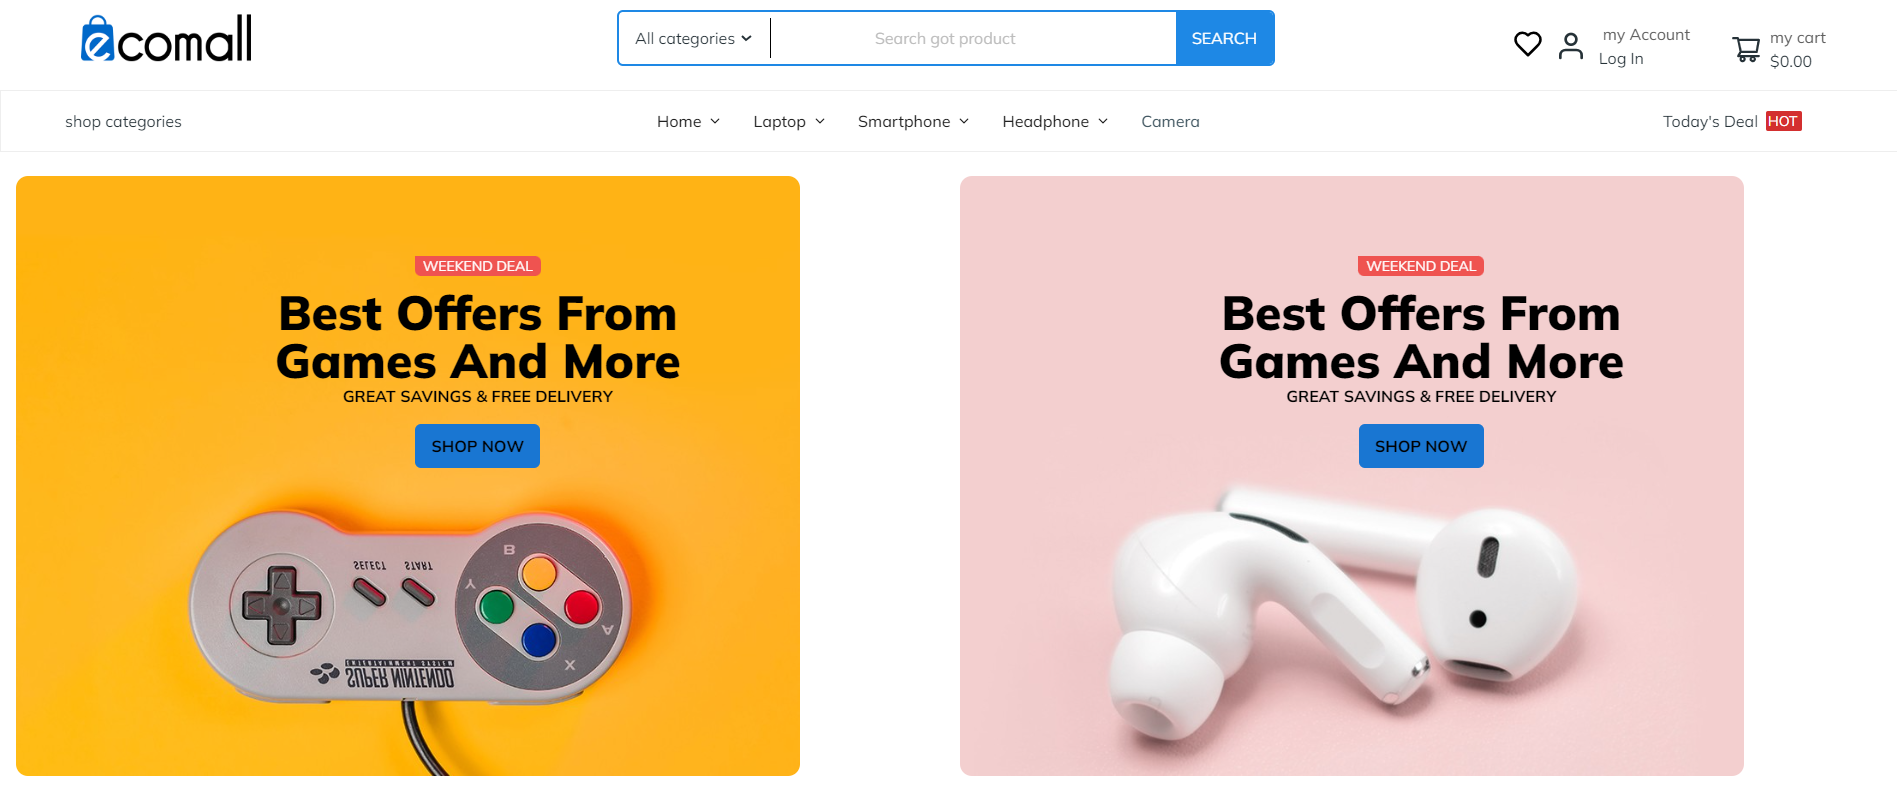 ecomall
All categories
Search got product
SEARCH
my Account
Log In
my cart
$0.00
shop categories
Home
Laptop
Smartphone
Headphone
Camera
Today's Deal
HOT
WEEKEND DEAL
Best Offers From
Games And More
GREAT SAVINGS & FREE DELIVERY
SHOP NOW
SELECT START
B
Y
A
X
ENTERTAINMENT SYSTEM
SUPER NINTENDO
WEEKEND DEAL
Best Offers From
Games And More
GREAT SAVINGS & FREE DELIVERY
SHOP NOW